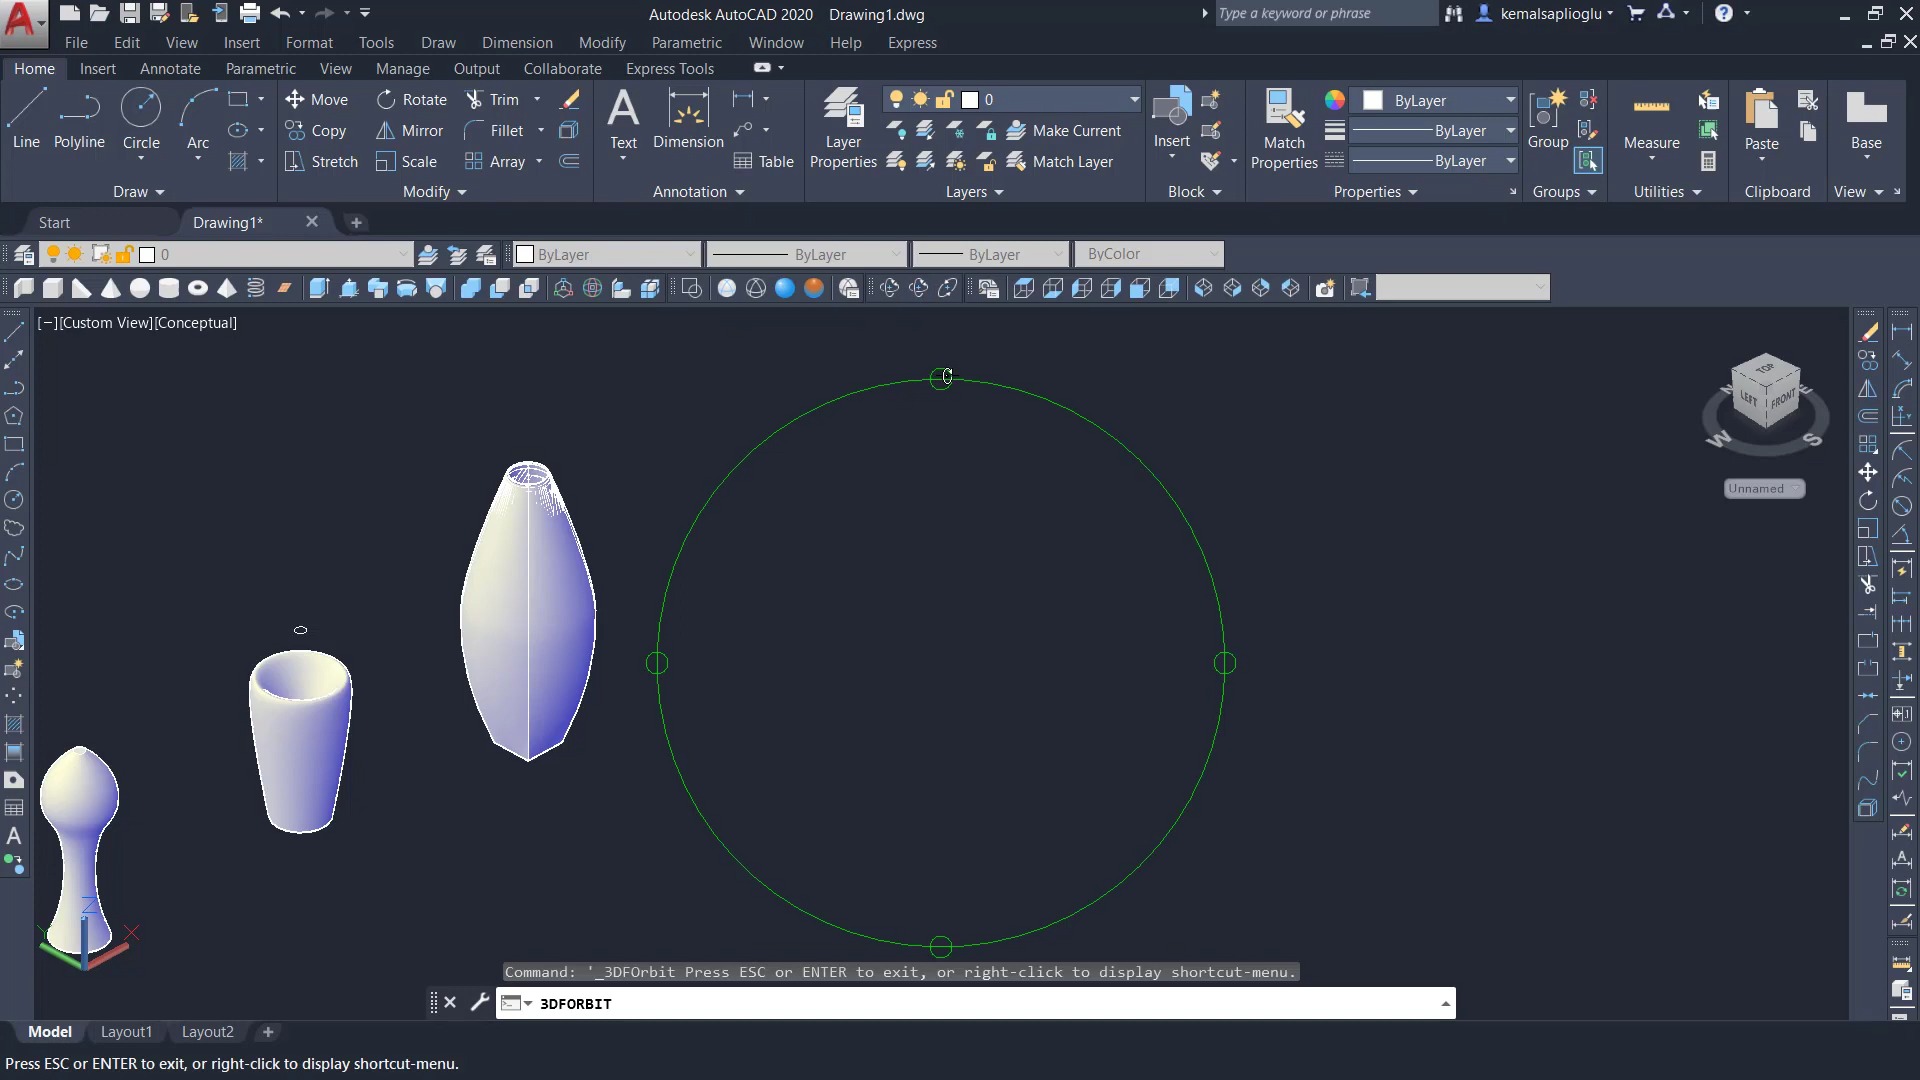 Autodesk AutoCAD 2020 Drawing1.dwg
Type a keyword or phrase
kemalsaplioglu
File Edit View Insert Format Tools Draw Dimension Modify Parametric Window Help Express
Home Insert Annotate Parametric View Manage Output Collaborate Express Tools
Line Polyline Circle Arc
Move Rotate Trim
Copy Mirror Fillet
Stretch Scale Array
Text Dimension Table
Layer Properties
0
Make Current
Match Layer
Insert
Match Properties
ByLayer
ByLayer
ByLayer
Group
Measure
Paste
Base
Draw Modify Annotation Layers Block Properties Groups Utilities Clipboard View
Start Drawing1*
0 ByLayer ByLayer ByLayer ByColor
[−][Custom View][Conceptual]
TOP
LEFT FRONT
N E
W S
Unnamed
Z
Y X
A
A
Command: '_3DFOrbit Press ESC or ENTER to exit, or right-click to display shortcut-menu.
3DFORBIT
Model Layout1 Layout2
Press ESC or ENTER to exit, or right-click to display shortcut-menu.